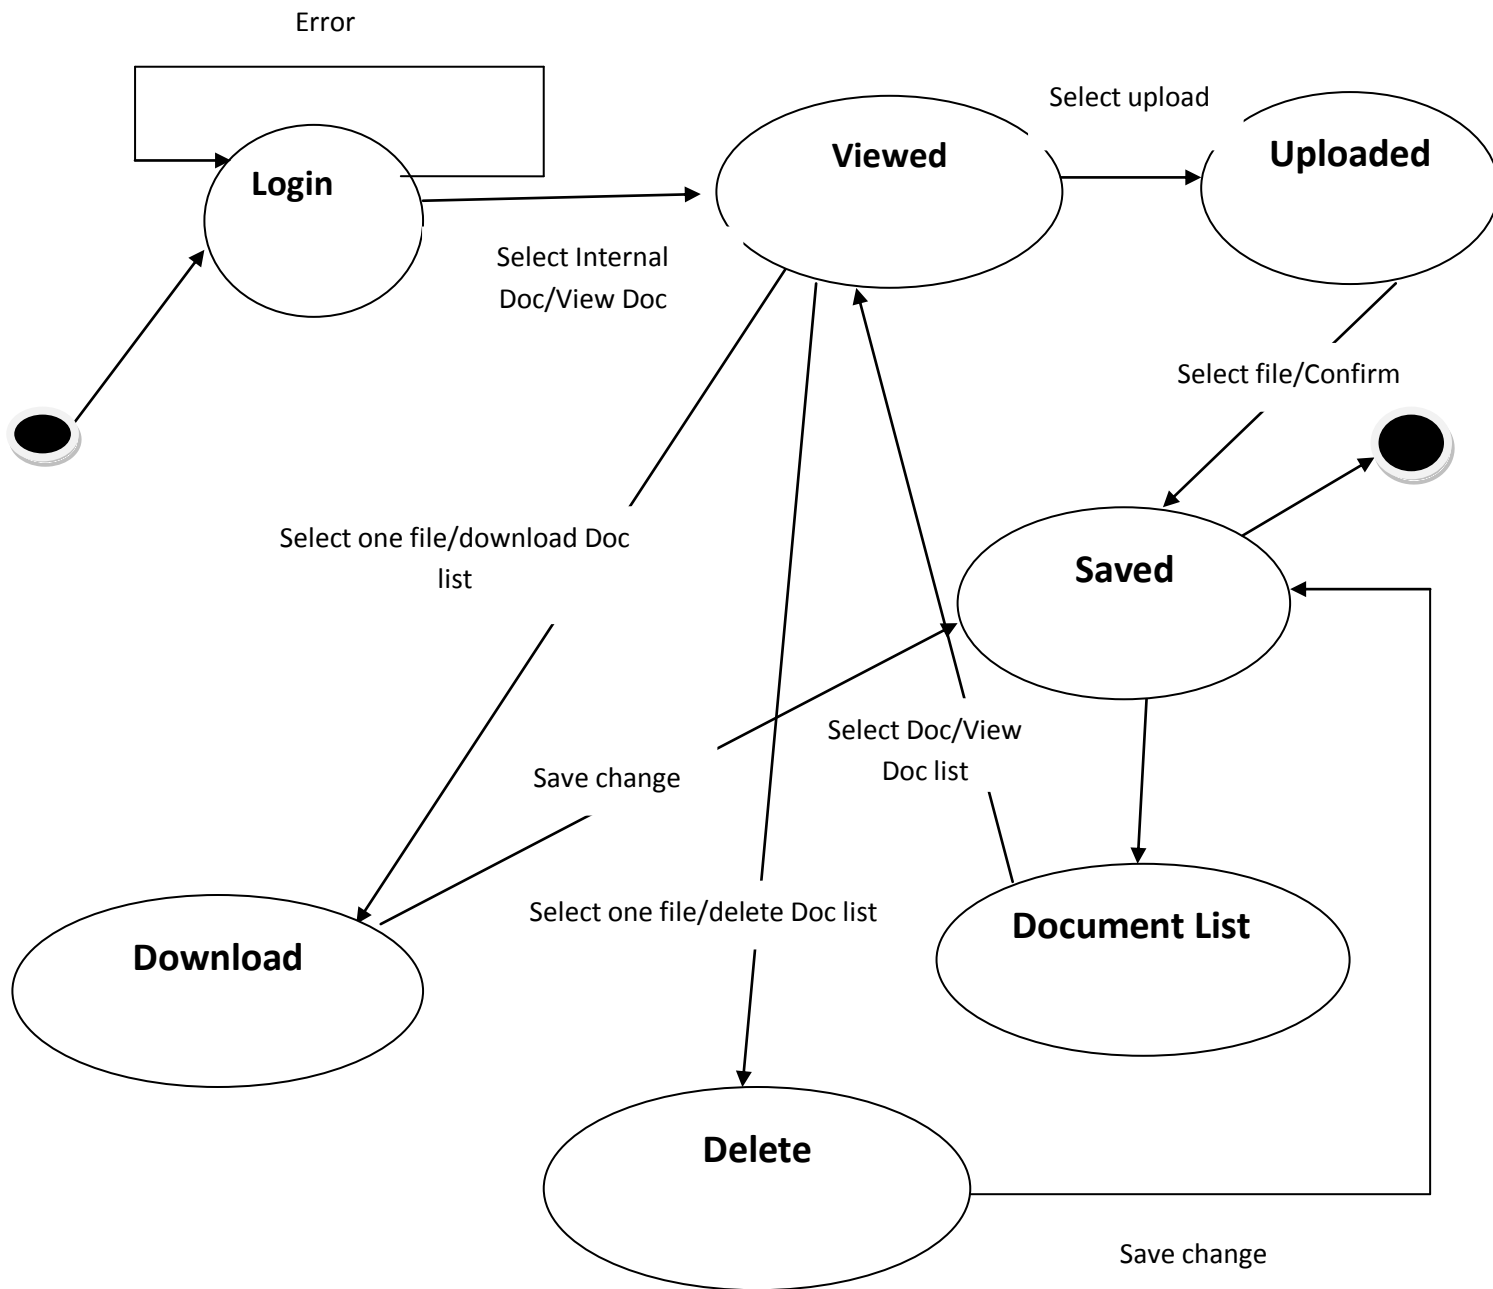 Error
Select upload
Login
Viewed
Uploaded
Select Internal
Doc/View Doc
Select file/Confirm
Select one file/download Doc
list
Saved
Select Doc/View
Doc list
Save change
Select one file/delete Doc list
Document List
Download
Delete
Save change